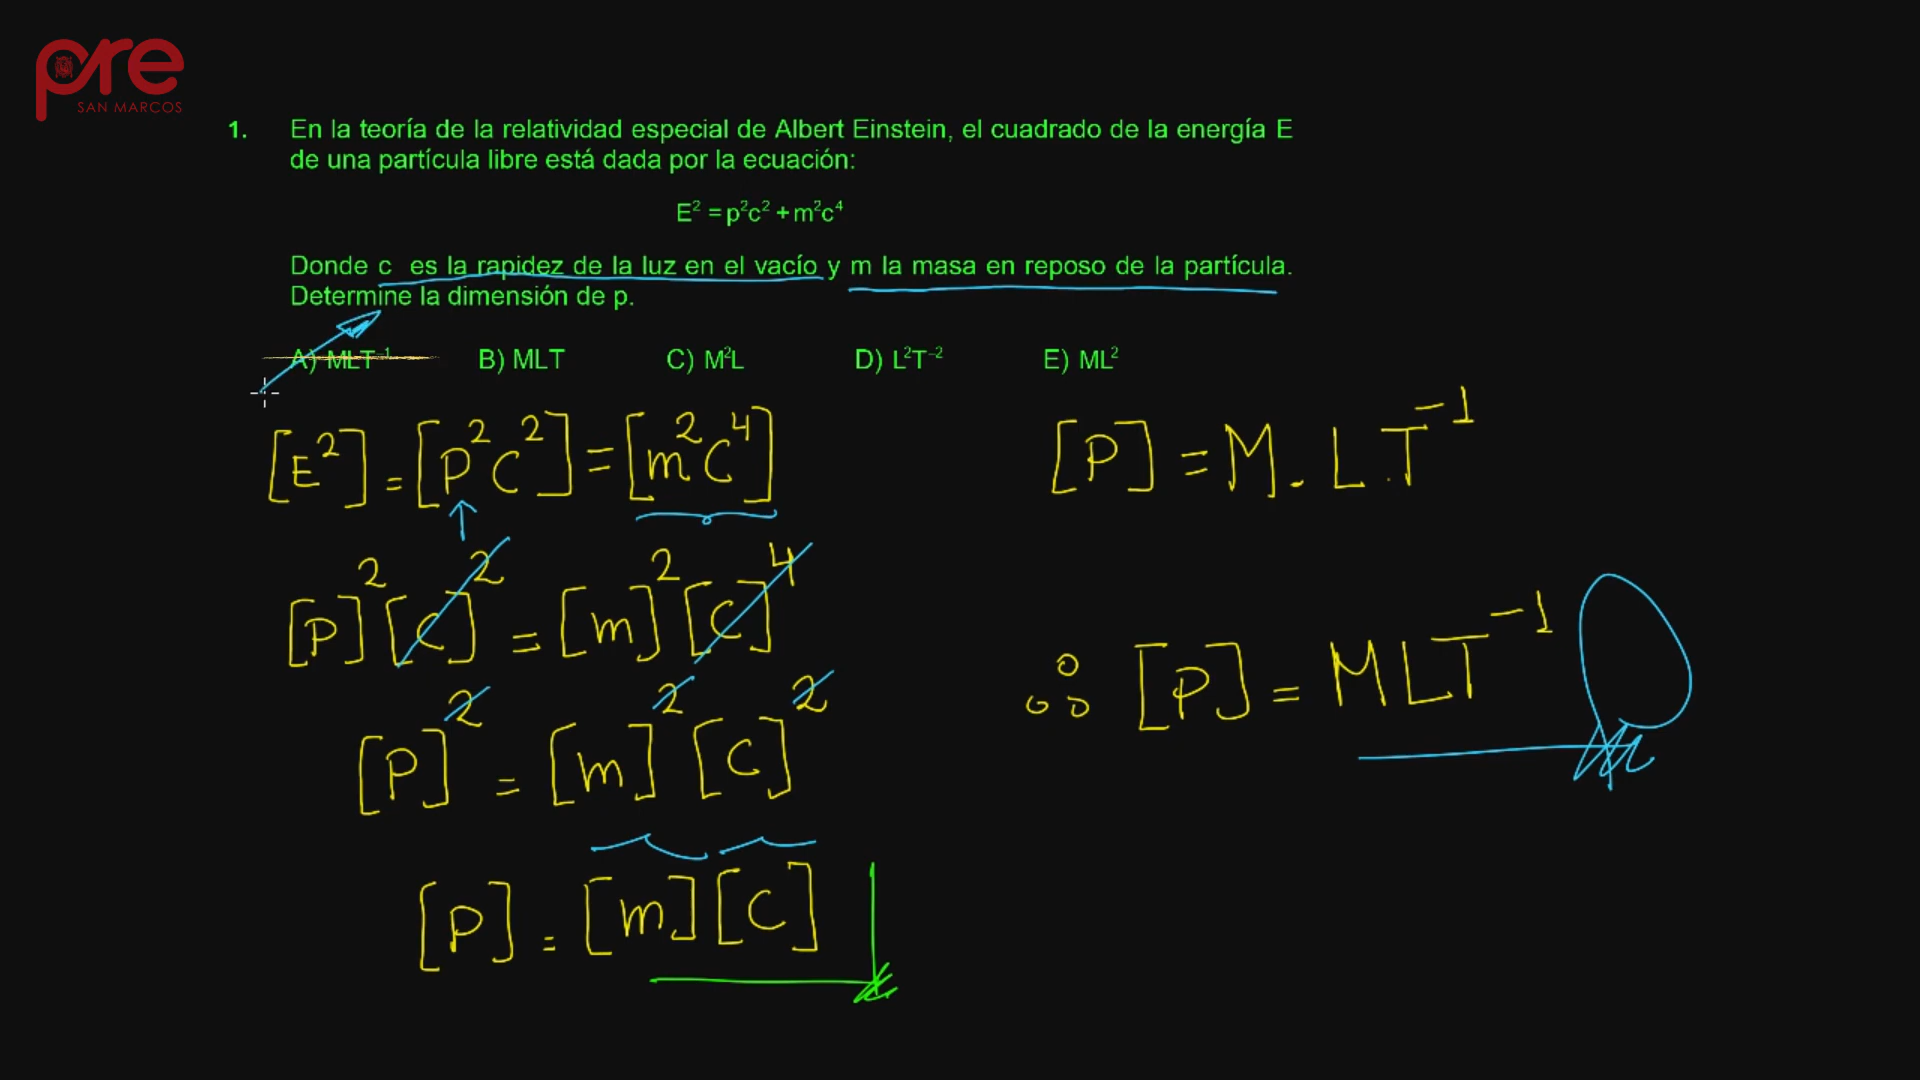 pre
SAN MARCOS
1. En la teoría de la relatividad especial de Albert Einstein, el cuadrado de la energía E
de una partícula libre está dada por la ecuación:
E² = p²c² + m²c⁴
Donde c es la rapidez de la luz en el vacío y m la masa en reposo de la partícula.
Determine la dimensión de p.
A) MLT⁻¹ B) MLT C) M²L D) L²T⁻² E) ML²
[E²] = [P²C²] = [m²C⁴]
[P]²[C]² = [m]²[C]⁴
[P]² = [m]²[C]²
[P] = [m][C]
[P] = M.L.T⁻¹
∴ [P] = MLT⁻¹